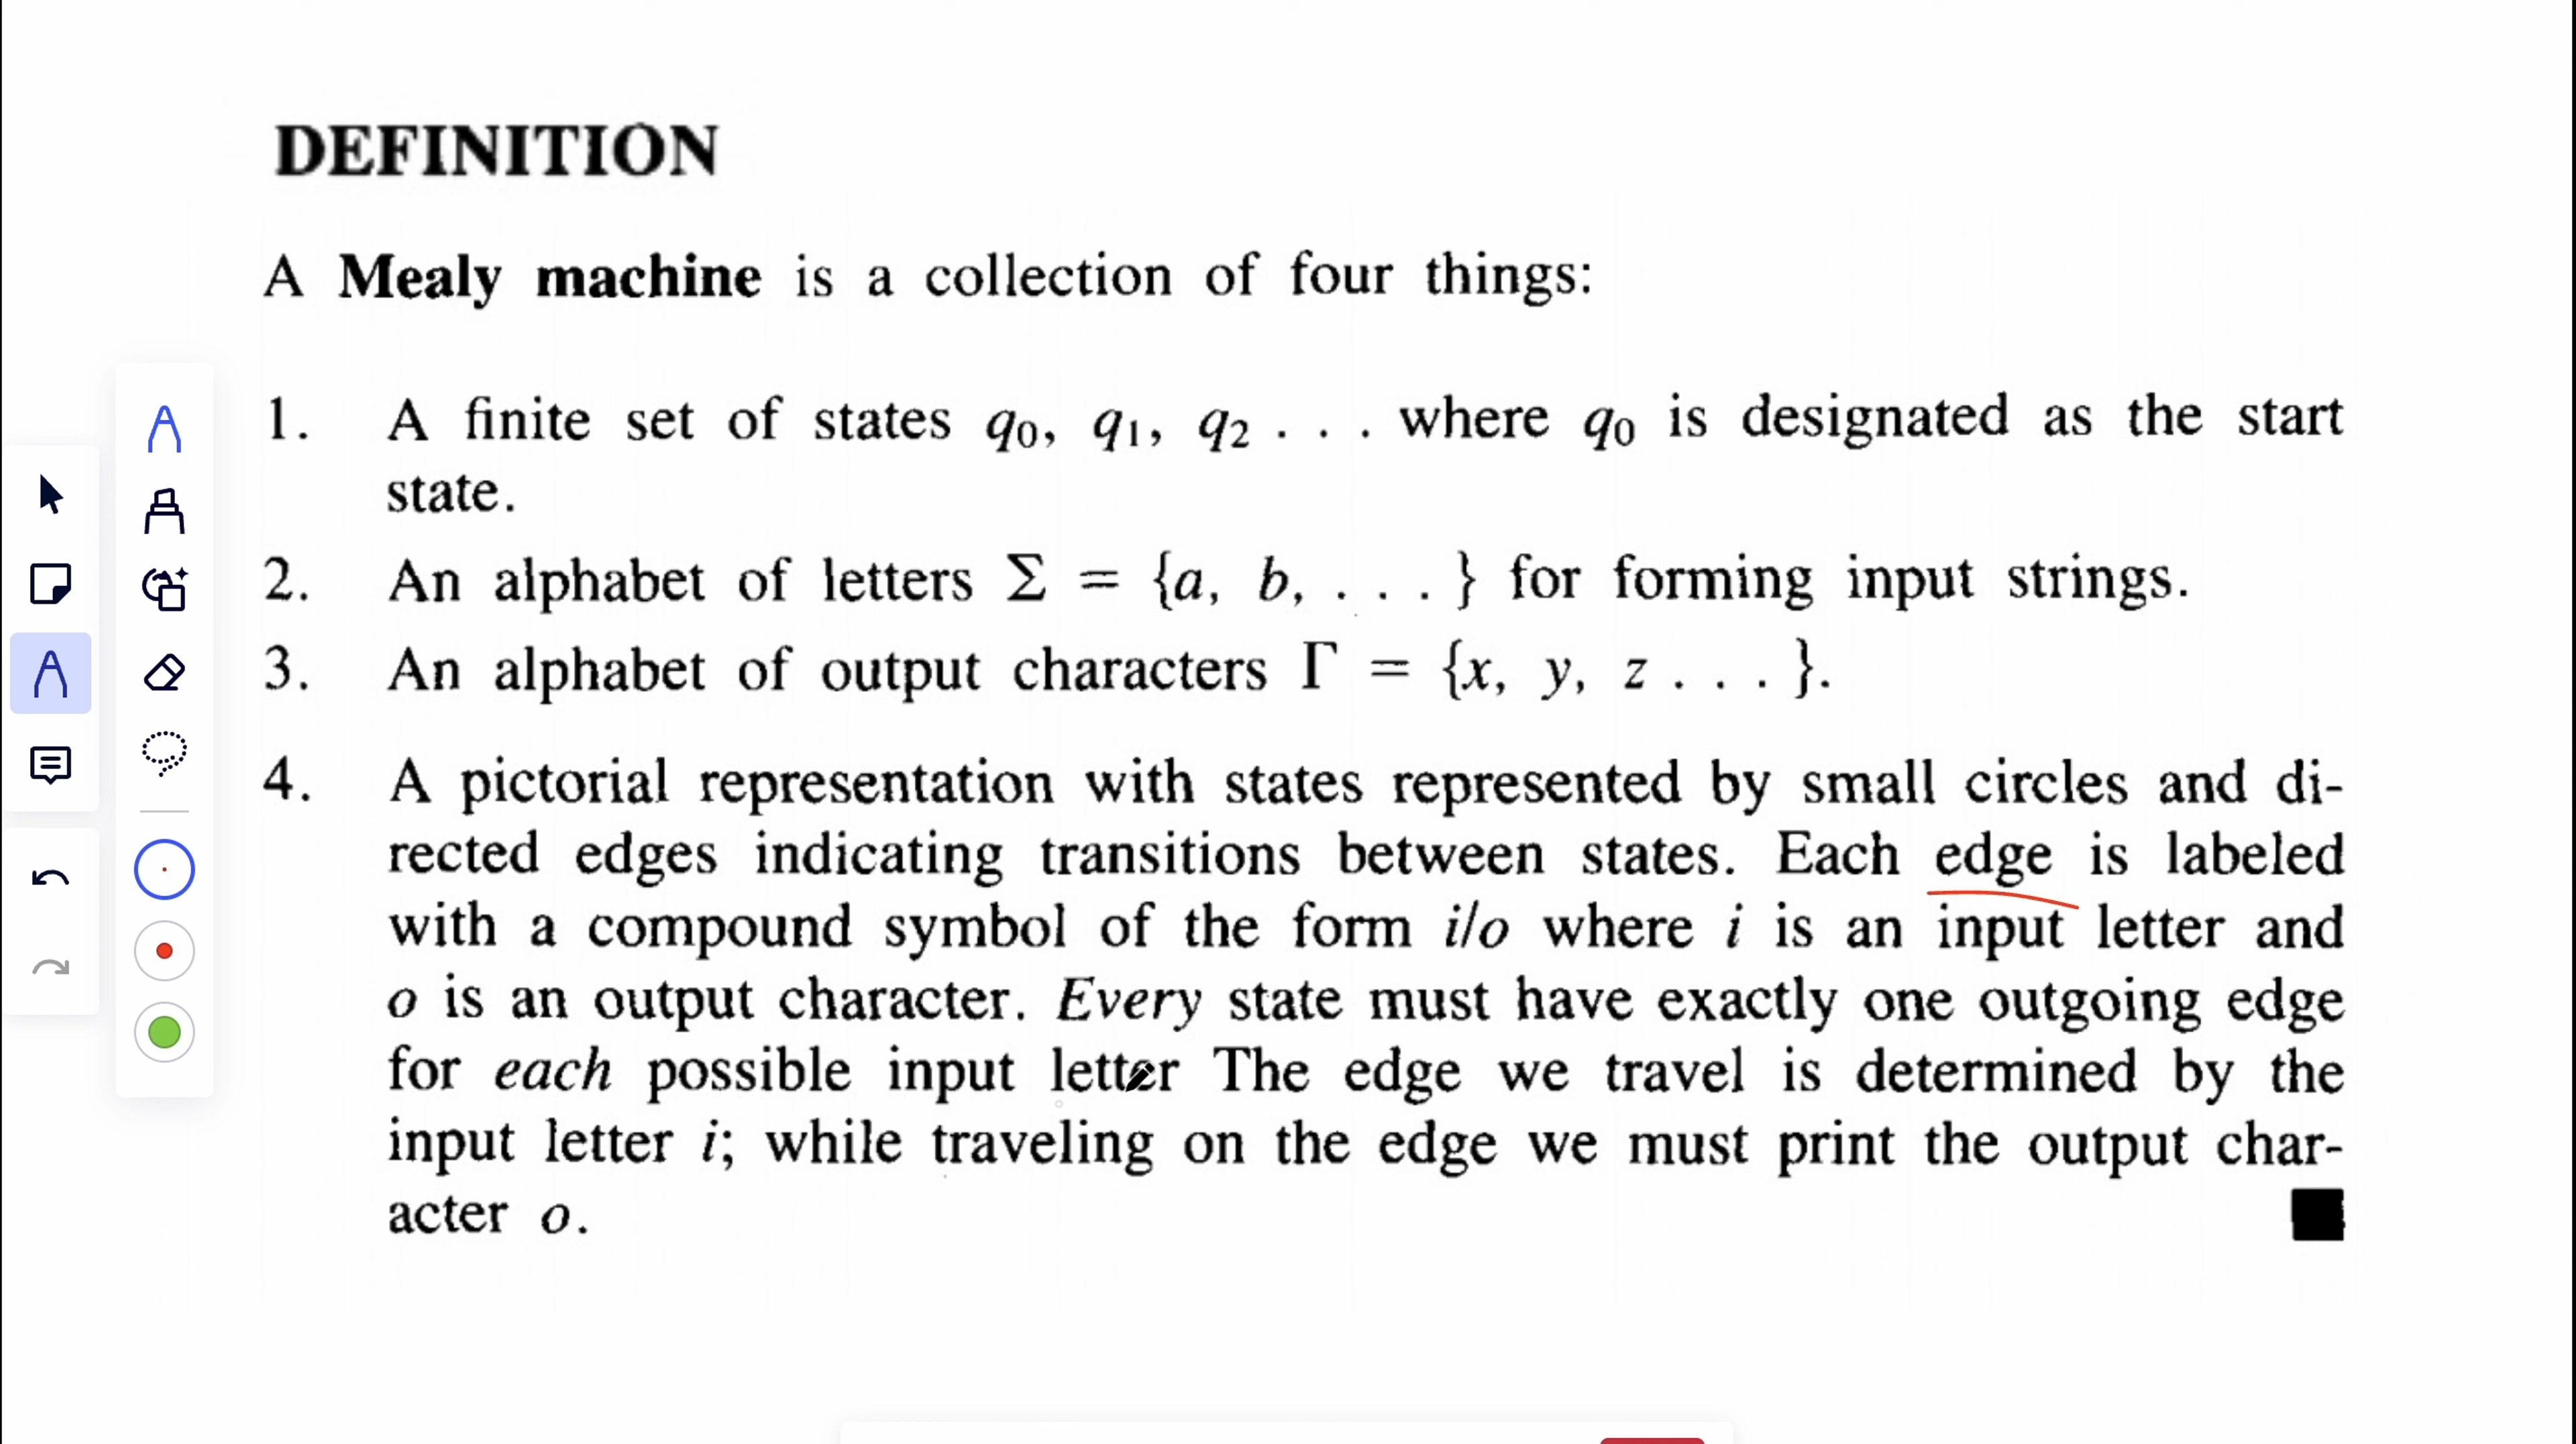 DEFINITION
A Mealy machine is a collection of four things:
1. A finite set of states q₀, q₁, q₂ . . . where q₀ is designated as the start
state.
2. An alphabet of letters Σ = {a, b, . . . } for forming input strings.
3. An alphabet of output characters Γ = {x, y, z . . . }.
4. A pictorial representation with states represented by small circles and di-
rected edges indicating transitions between states. Each edge is labeled
with a compound symbol of the form i/o where i is an input letter and
o is an output character. Every state must have exactly one outgoing edge
for each possible input letter The edge we travel is determined by the
input letter i; while traveling on the edge we must print the output char-
acter o.